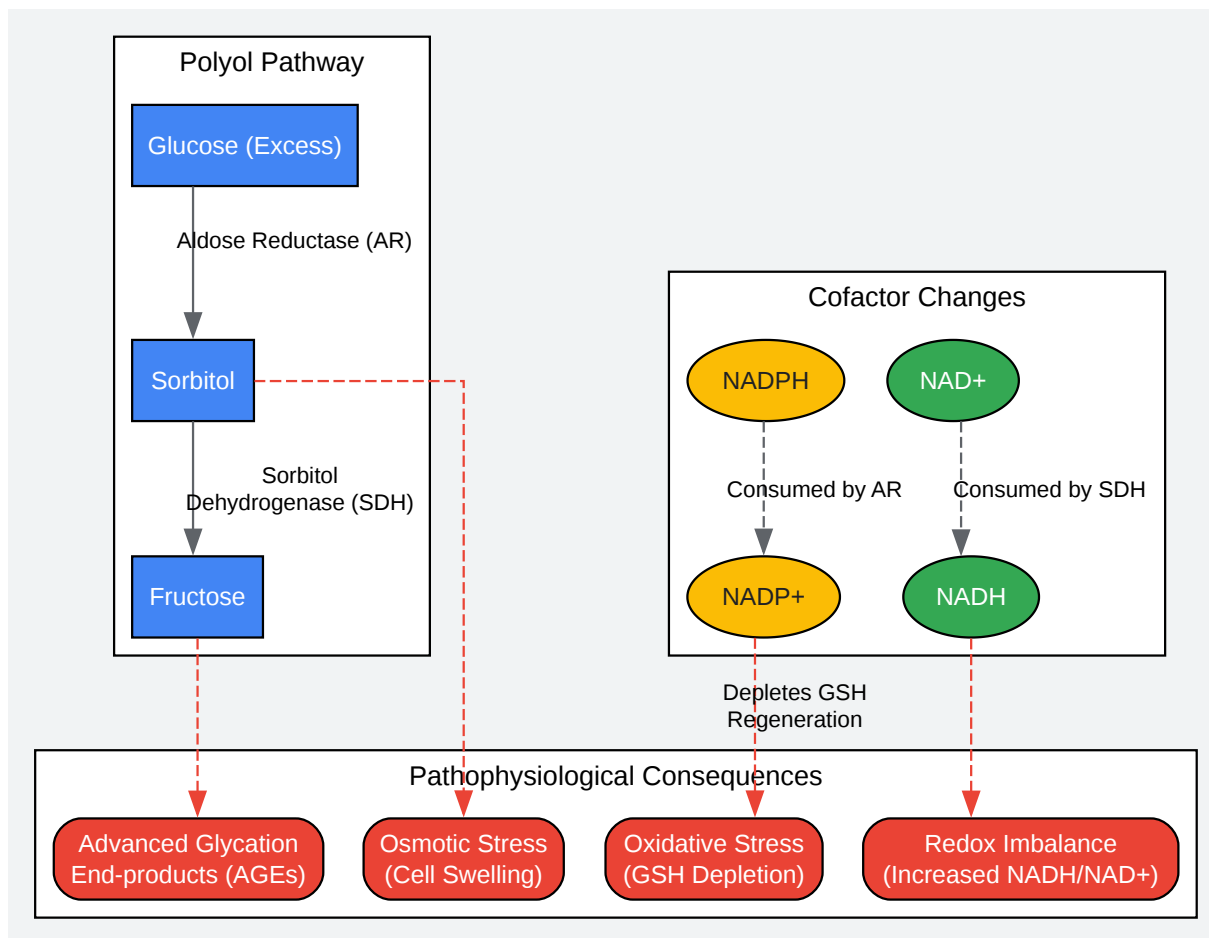 Polyol Pathway
Glucose (Excess)
Aldose Reductase (AR)
Sorbitol
Sorbitol
Dehydrogenase (SDH)
Fructose
Cofactor Changes
NADPH
NAD+
Consumed by AR
Consumed by SDH
NADP+
NADH
Depletes GSH
Regeneration
Pathophysiological Consequences
Advanced Glycation
End-products (AGEs)
Osmotic Stress
(Cell Swelling)
Oxidative Stress
(GSH Depletion)
Redox Imbalance
(Increased NADH/NAD+)